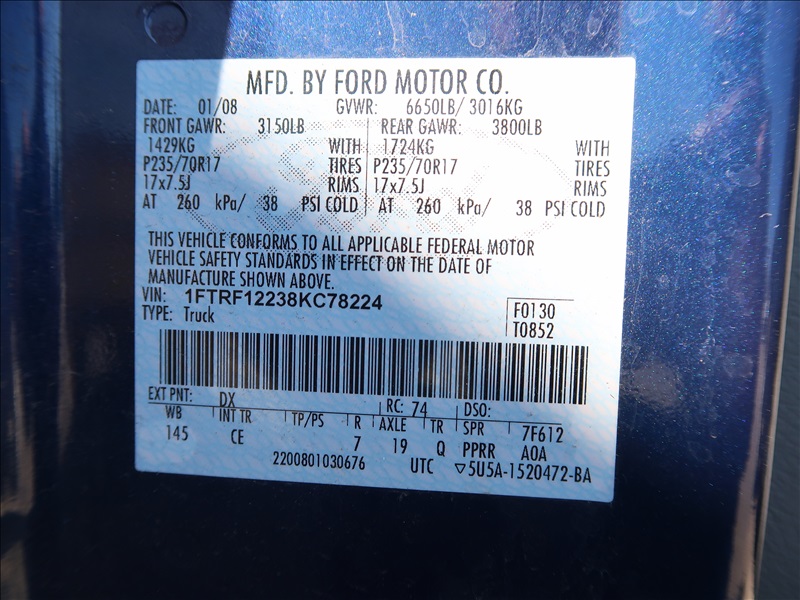 MFD. BY FORD MOTOR CO.
DATE: 01/08 GVWR: 6650LB/ 3016KG
FRONT GAWR: 3150LB REAR GAWR: 3800LB
1429KG WITH 1724KG WITH
P235/70R17 TIRES P235/70R17 TIRES
17x7.5J RIMS 17x7.5J RIMS
AT 260 kPa/ 38 PSI COLD AT 260 kPa/ 38 PSI COLD
THIS VEHICLE CONFORMS TO ALL APPLICABLE FEDERAL MOTOR
VEHICLE SAFETY STANDARDS IN EFFECT ON THE DATE OF
MANUFACTURE SHOWN ABOVE.
VIN: 1FTRF12238KC78224
F0130
TYPE: Truck
T0852
EXT PNT: DX RC: 74 DSO:
WB INT TR TP/PS R AXLE TR SPR 7F612
145 CE 7 19 Q PPRR AOA
2200801030676 UTC ▽5U5A-1520472-BA